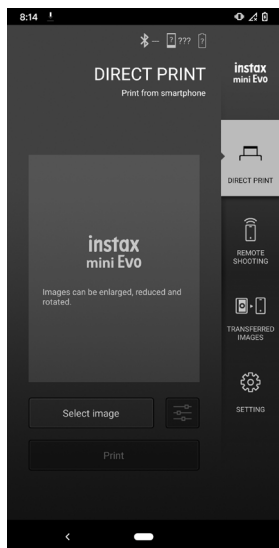 8:14
???
?
?
DIRECT PRINT
Print from smartphone
instax
mini Evo
Images can be enlarged, reduced and
rotated.
Select image
Print
instax
mini Evo
DIRECT PRINT
REMOTE
SHOOTING
TRANSFERRED
IMAGES
SETTING